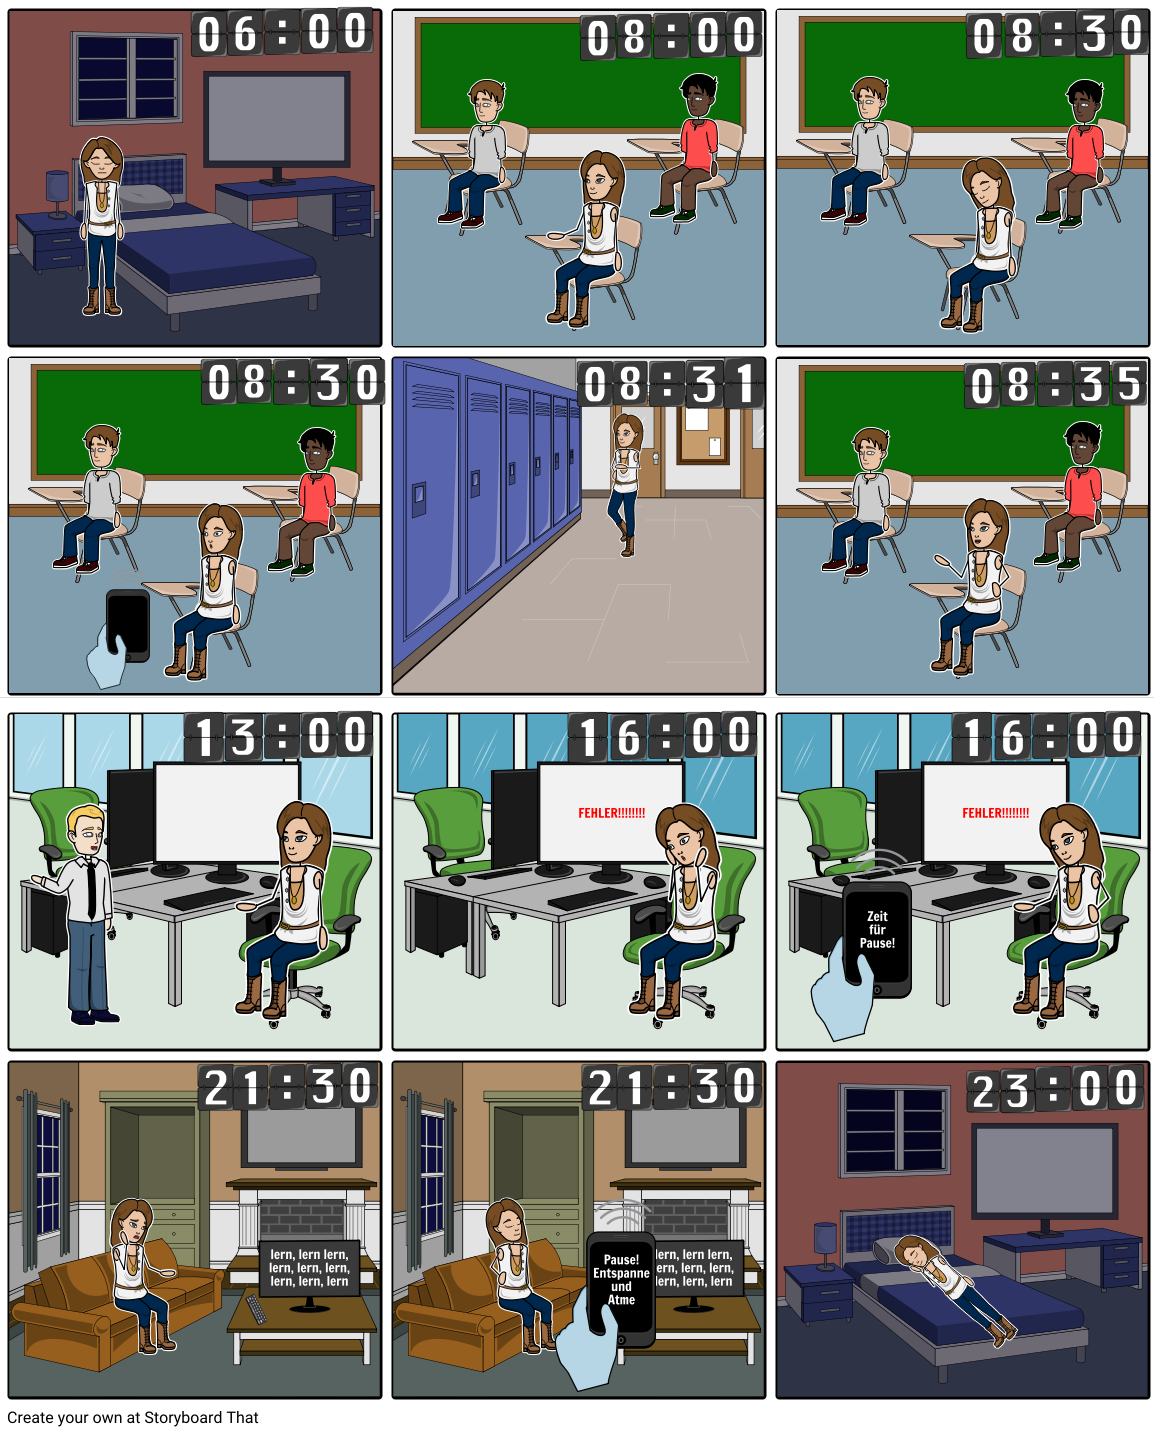 06:00
08:00
08:30
08:30
08:31
08:35
13:00
16:00
FEHLER!!!!!!!!
16:00
FEHLER!!!!!!!!
Zeit
für
Pause!
21:30
lern, lern lern,
lern, lern, lern,
lern, lern, lern
21:30
Pause!
Entspanne
und
Atme
lern, lern lern,
ern, lern, lern,
ern, lern, lern
23:00
Create your own at Storyboard That